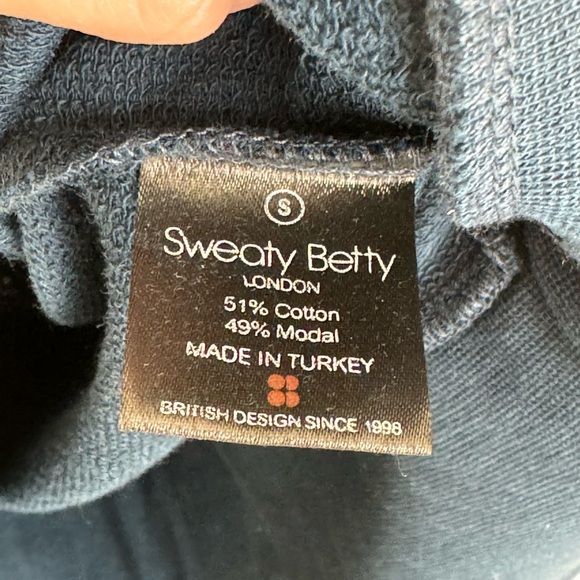 S
Sweaty Betty
LONDON
51% Cotton
49% Modal
MADE IN TURKEY
BRITISH DESIGN SINCE 1998